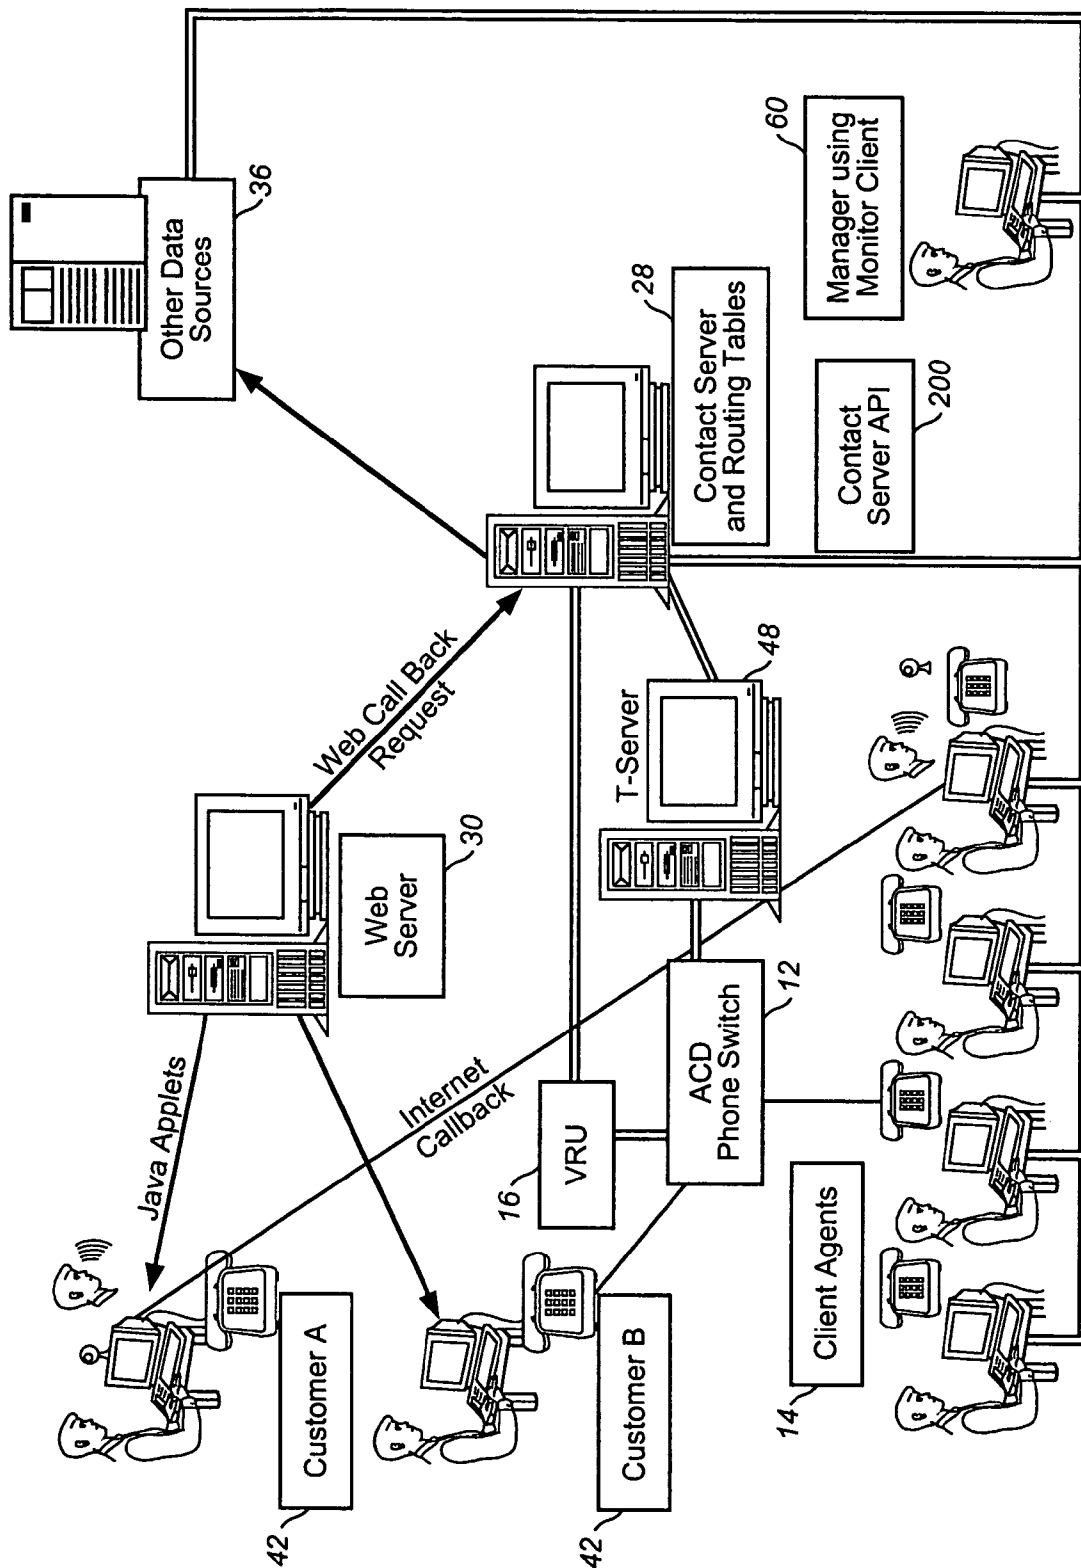 Customer A
42
Java Applets
Web
Server
30
Other Data
Sources
36
Web Call Back
Request
Internet
Callback
Customer B
42
VRU
16
ACD
Phone Switch
12
T-Server
48
Contact Server
and Routing Tables
28
Client Agents
14
Contact
Server API
200
Manager using
Monitor Client
60